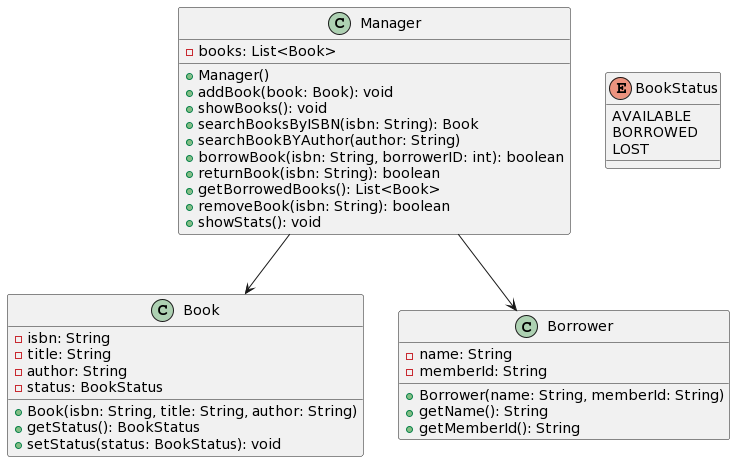 C Manager
books: List<Book>
Manager()
addBook(book: Book): void
showBooks(): void
searchBooksByISBN(isbn: String): Book
searchBookBYAuthor(author: String)
borrowBook(isbn: String, borrowerID: int): boolean
returnBook(isbn: String): boolean
getBorrowedBooks(): List<Book>
removeBook(isbn: String): boolean
showStats(): void
E BookStatus
AVAILABLE
BORROWED
LOST
C Book
isbn: String
title: String
author: String
status: BookStatus
Book(isbn: String, title: String, author: String)
getStatus(): BookStatus
setStatus(status: BookStatus): void
C Borrower
name: String
memberId: String
Borrower(name: String, memberId: String)
getName(): String
getMemberId(): String